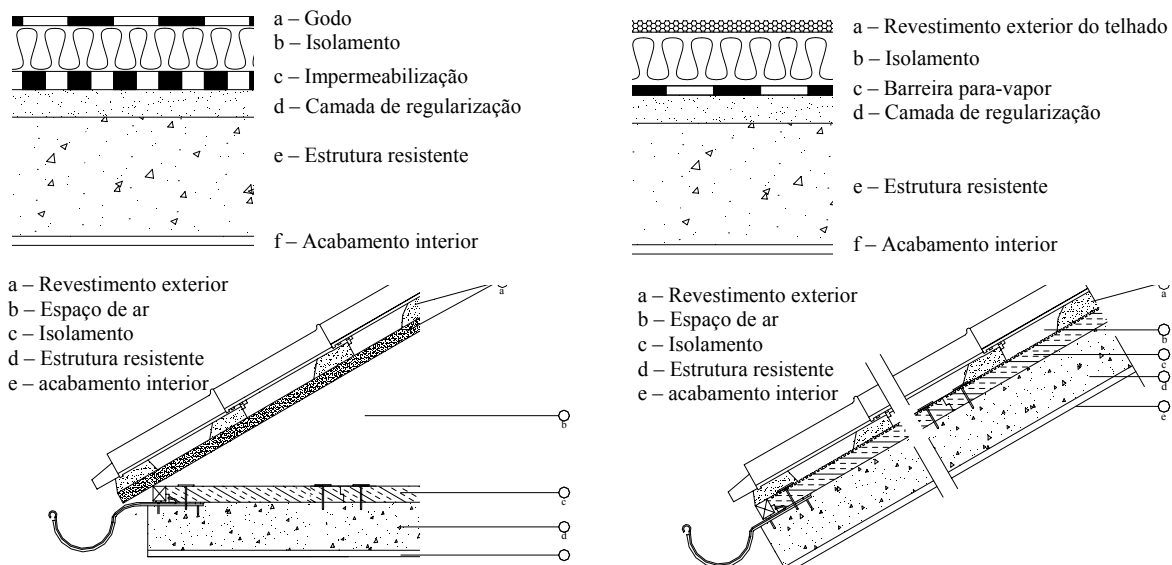 a – Godo
b – Isolamento
c – Impermeabilização
d – Camada de regularização
e – Estrutura resistente
f – Acabamento interior
a – Revestimento exterior do telhado
b – Isolamento
c – Barreira para-vapor
d – Camada de regularização
e – Estrutura resistente
f – Acabamento interior
a – Revestimento exterior
b – Espaço de ar
c – Isolamento
d – Estrutura resistente
e – acabamento interior
a
b
c
d
a – Revestimento exterior
b – Espaço de ar
c – Isolamento
d – Estrutura resistente
e – acabamento interior
a
b
c
d
e